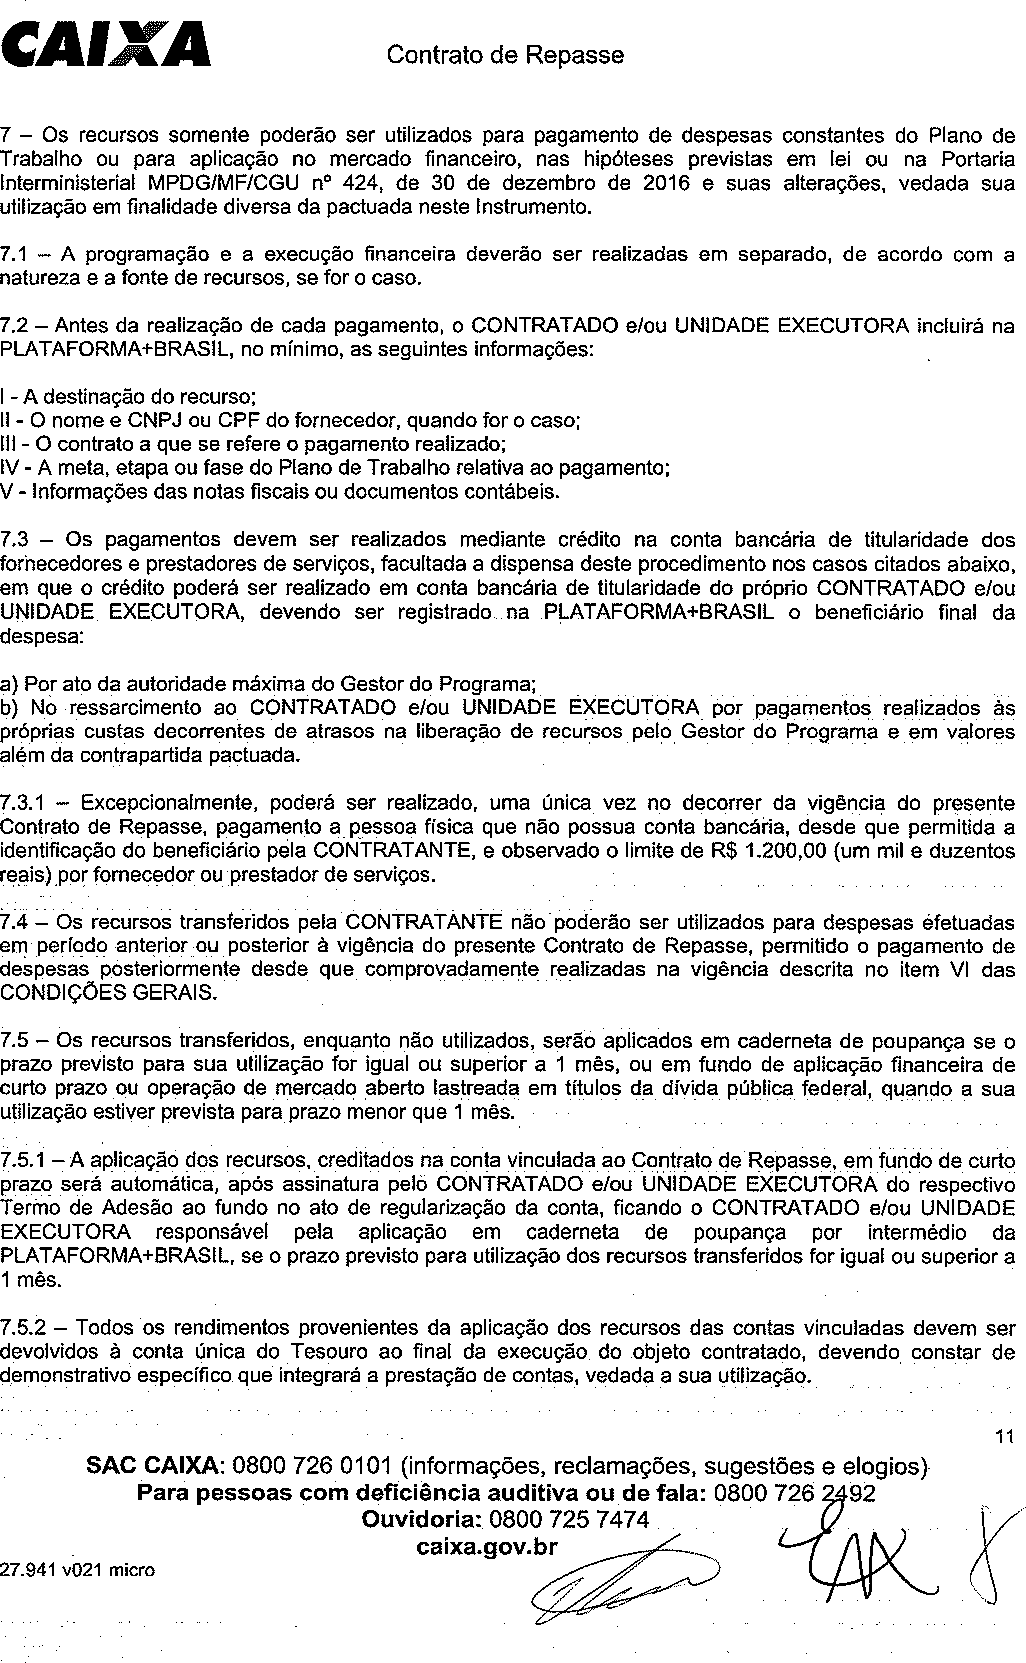 CAIXA
Contrato de Repasse
7 – Os recursos somente poderão ser utilizados para pagamento de despesas constantes do Plano de
Trabalho ou para aplicação no mercado financeiro, nas hipóteses previstas em lei ou na Portaria
Interministerial MPDG/MF/CGU nº 424, de 30 de dezembro de 2016 e suas alterações, vedada sua
utilização em finalidade diversa da pactuada neste Instrumento.
7.1 – A programação e a execução financeira deverão ser realizadas em separado, de acordo com a
natureza e a fonte de recursos, se for o caso.
7.2 – Antes da realização de cada pagamento, o CONTRATADO e/ou UNIDADE EXECUTORA incluirá na
PLATAFORMA+BRASIL, no mínimo, as seguintes informações:
I - A destinação do recurso;
II - O nome e CNPJ ou CPF do fornecedor, quando for o caso;
III - O contrato a que se refere o pagamento realizado;
IV - A meta, etapa ou fase do Plano de Trabalho relativa ao pagamento;
V - Informações das notas fiscais ou documentos contábeis.
7.3 – Os pagamentos devem ser realizados mediante crédito na conta bancária de titularidade dos
fornecedores e prestadores de serviços, facultada a dispensa deste procedimento nos casos citados abaixo,
em que o crédito poderá ser realizado em conta bancária de titularidade do próprio CONTRATADO e/ou
UNIDADE EXECUTORA, devendo ser registrado na PLATAFORMA+BRASIL o beneficiário final da
despesa:
a) Por ato da autoridade máxima do Gestor do Programa;
b) No ressarcimento ao CONTRATADO e/ou UNIDADE EXECUTORA por pagamentos realizados às
próprias custas decorrentes de atrasos na liberação de recursos pelo Gestor do Programa e em valores
além da contrapartida pactuada.
7.3.1 – Excepcionalmente, poderá ser realizado, uma única vez no decorrer da vigência do presente
Contrato de Repasse, pagamento a pessoa física que não possua conta bancária, desde que permitida a
identificação do beneficiário pela CONTRATANTE, e observado o limite de R$ 1.200,00 (um mil e duzentos
reais) por fornecedor ou prestador de serviços.
7.4 – Os recursos transferidos pela CONTRATANTE não poderão ser utilizados para despesas efetuadas
em período anterior ou posterior à vigência do presente Contrato de Repasse, permitido o pagamento de
despesas posteriormente desde que comprovadamente realizadas na vigência descrita no item VI das
CONDIÇÕES GERAIS.
7.5 – Os recursos transferidos, enquanto não utilizados, serão aplicados em caderneta de poupança se o
prazo previsto para sua utilização for igual ou superior a 1 mês, ou em fundo de aplicação financeira de
curto prazo ou operação de mercado aberto lastreada em títulos da dívida pública federal, quando a sua
utilização estiver prevista para prazo menor que 1 mês.
7.5.1 – A aplicação dos recursos, creditados na conta vinculada ao Contrato de Repasse, em fundo de curto
prazo será automática, após assinatura pelo CONTRATADO e/ou UNIDADE EXECUTORA do respectivo
Termo de Adesão ao fundo no ato de regularização da conta, ficando o CONTRATADO e/ou UNIDADE
EXECUTORA responsável pela aplicação em caderneta de poupança por intermédio da
PLATAFORMA+BRASIL, se o prazo previsto para utilização dos recursos transferidos for igual ou superior a
1 mês.
7.5.2 – Todos os rendimentos provenientes da aplicação dos recursos das contas vinculadas devem ser
devolvidos à conta única do Tesouro ao final da execução do objeto contratado, devendo constar de
demonstrativo específico que integrará a prestação de contas, vedada a sua utilização.
11
SAC CAIXA: 0800 726 0101 (informações, reclamações, sugestões e elogios)
Para pessoas com deficiência auditiva ou de fala: 0800 726 2492
Ouvidoria: 0800 725 7474
caixa.gov.br
27.941 v021 micro